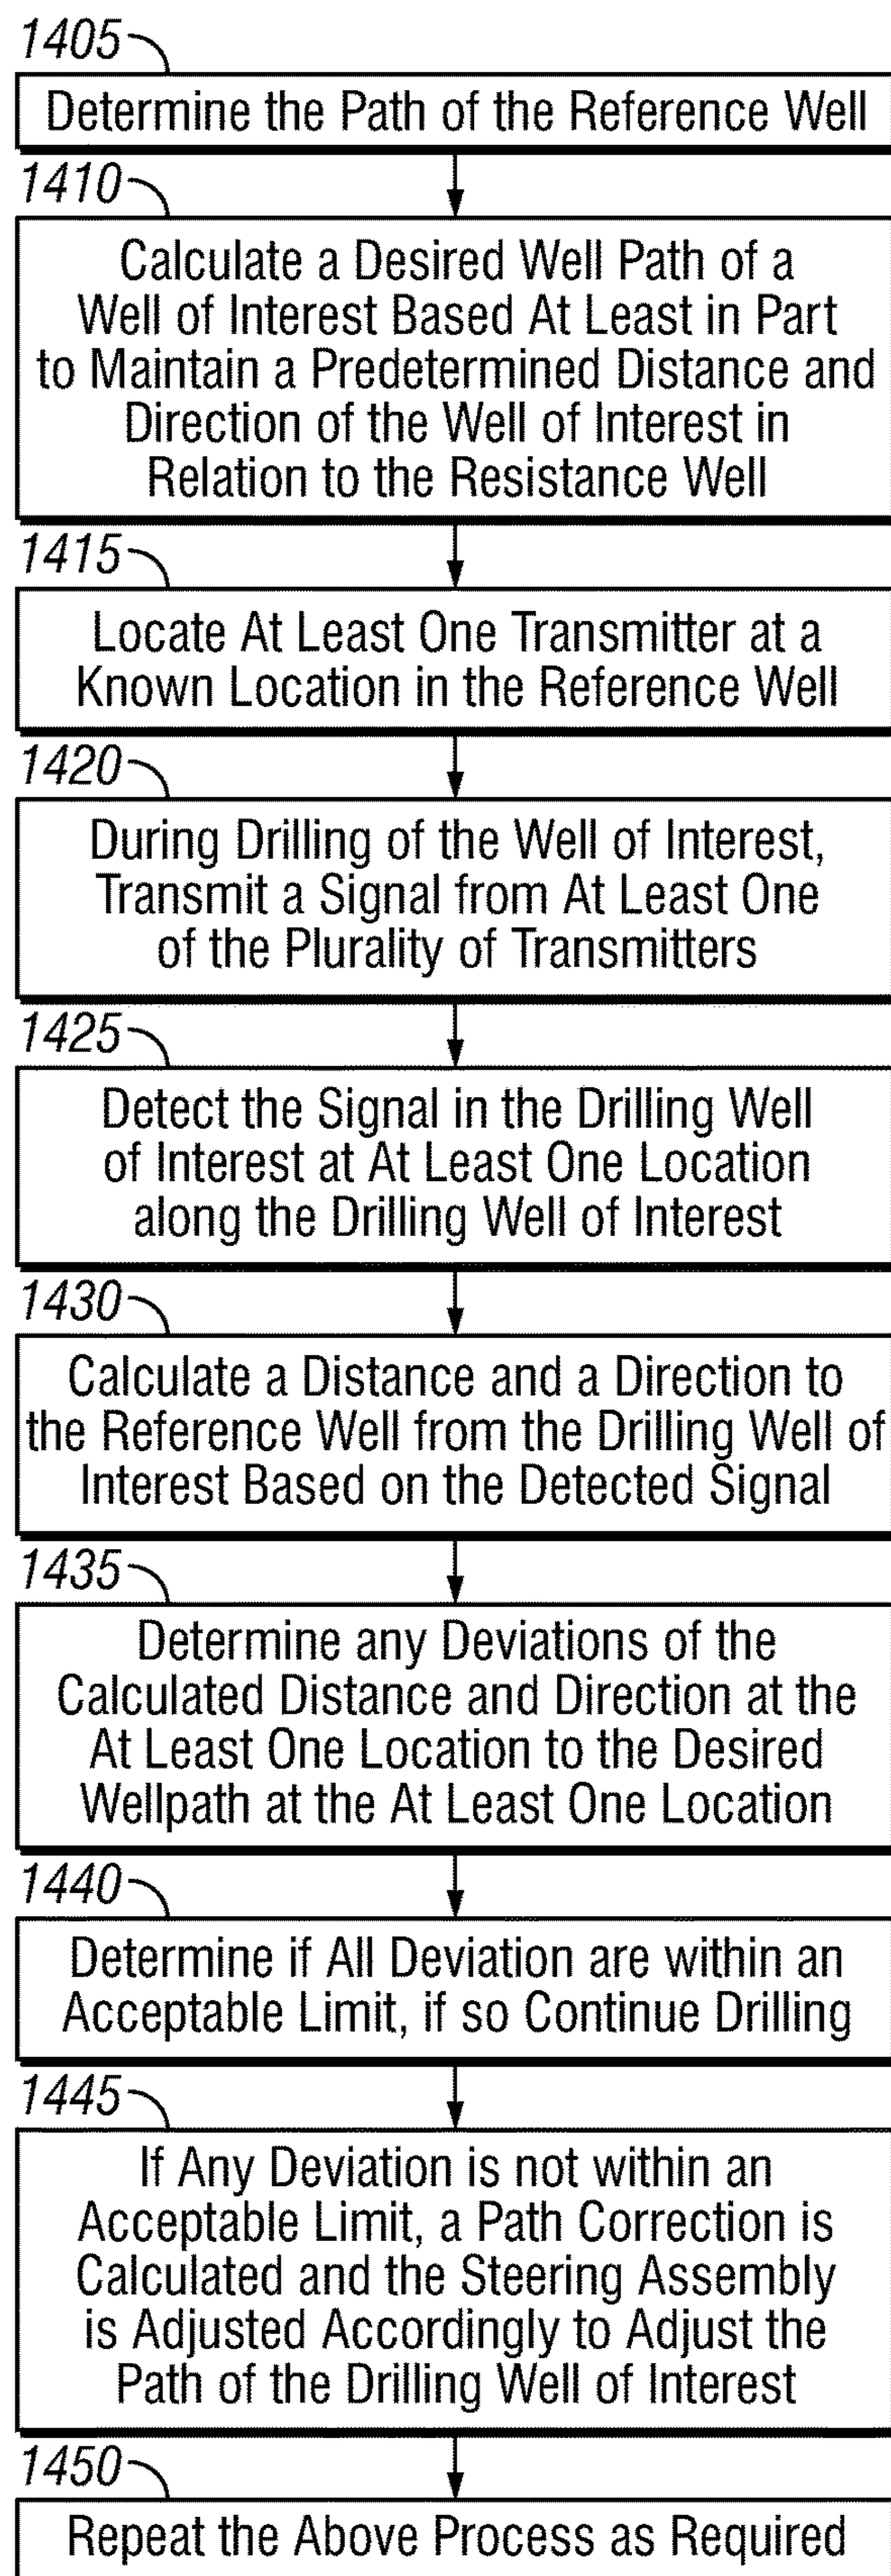 1405
Determine the Path of the Reference Well
1410
Calculate a Desired Well Path of a
Well of Interest Based At Least in Part
to Maintain a Predetermined Distance and
Direction of the Well of Interest in
Relation to the Resistance Well
1415
Locate At Least One Transmitter at a
Known Location in the Reference Well
1420
During Drilling of the Well of Interest,
Transmit a Signal from At Least One
of the Plurality of Transmitters
1425
Detect the Signal in the Drilling Well
of Interest at At Least One Location
along the Drilling Well of Interest
1430
Calculate a Distance and a Direction to
the Reference Well from the Drilling Well of
Interest Based on the Detected Signal
1435
Determine any Deviations of the
Calculated Distance and Direction at the
At Least One Location to the Desired
Wellpath at the At Least One Location
1440
Determine if All Deviation are within an
Acceptable Limit, if so Continue Drilling
1445
If Any Deviation is not within an
Acceptable Limit, a Path Correction is
Calculated and the Steering Assembly
is Adjusted Accordingly to Adjust the
Path of the Drilling Well of Interest
1450
Repeat the Above Process as Required